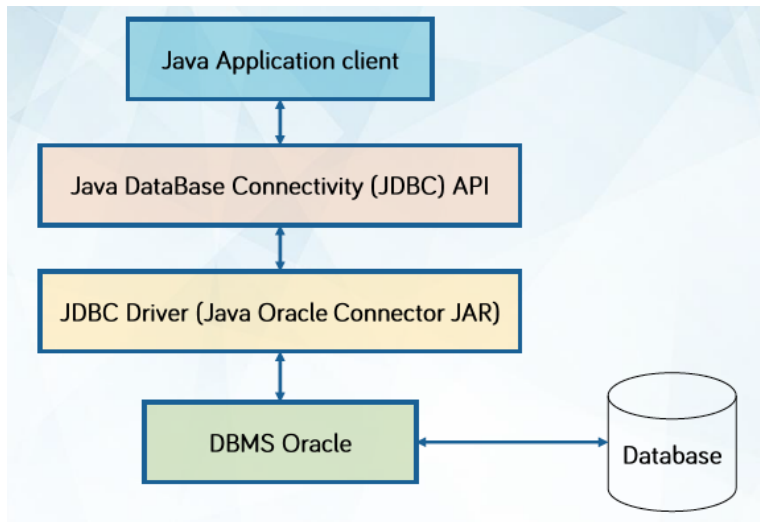 Java Application client
Java DataBase Connectivity (JDBC) API
JDBC Driver (Java Oracle Connector JAR)
DBMS Oracle
Database